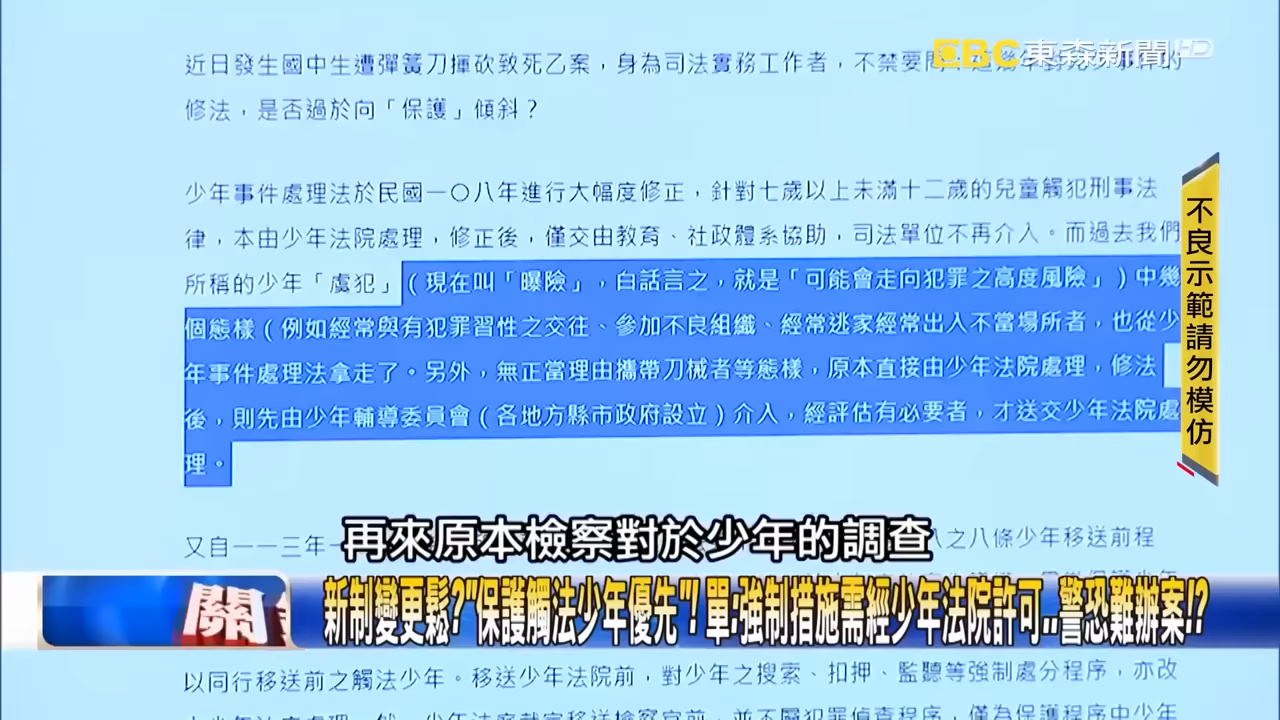 EBC 東森新聞 HD
近日發生國中生遭彈簧刀揮砍致死乙案，身為司法實務工作者，不禁要問
修法，是否過於向「保護」傾斜？
少年事件處理法於民國一〇八年進行大幅度修正，針對七歲以上未滿十二歲的兒童觸犯刑事法
律，本由少年法院處理，修正後，僅交由教育、社政體系協助，司法單位不再介入。而過去我們
所稱的少年「虞犯」（現在叫「曝險」，白話言之，就是「可能會走向犯罪之高度風險」）中幾
個態樣（例如經常與有犯罪習性之交往、參加不良組織、經常逃家經常出入不當場所者，也從少
年事件處理法拿走了。另外，無正當理由攜帶刀械者等態樣，原本直接由少年法院處理，修法
後，則先由少年輔導委員會（各地方縣市政府設立）介入，經評估有必要者，才送交少年法院處
理。
不良示範請勿模仿
又自一一三年一
之八條少年移送前程
再來原本檢察對於少年的調查
關
新制變更鬆?"保護觸法少年優先"! 單:強制措施需經少年法院許可..警恐難辦案!?
以同行移送前之觸法少年。移送少年法院前，對少年之搜索、扣押、監聽等強制處分程序，亦改